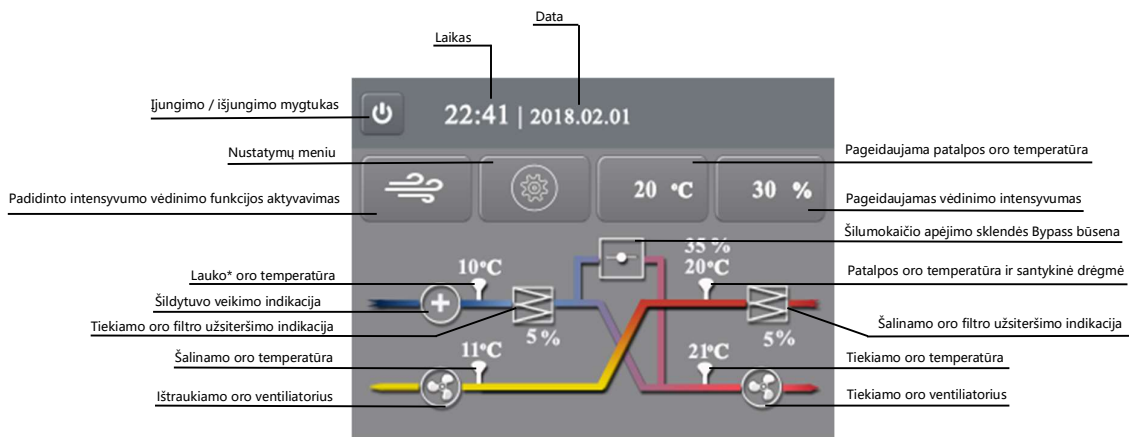 Data
Laikas
Įjungimo / išjungimo mygtukas
22:41 | 2018.02.01
Nustatymų meniu
Pageidaujama patalpos oro temperatūra
20 °C
30 %
Padidinto intensyvumo vėdinimo funkcijos aktyvavimas
Pageidaujamas vėdinimo intensyvumas
Šilumokaičio apėjimo sklendės Bypass būsena
35 %
Lauko* oro temperatūra
10°C
20°C
Patalpos oro temperatūra ir santykinė drėgmė
Šildytuvo veikimo indikacija
Tiekiamo oro filtro užsiteršimo indikacija
5%
5%
Šalinamo oro filtro užsiteršimo indikacija
Šalinamo oro temperatūra
11°C
21°C
Tiekiamo oro temperatūra
Ištraukiamo oro ventiliatorius
Tiekiamo oro ventiliatorius